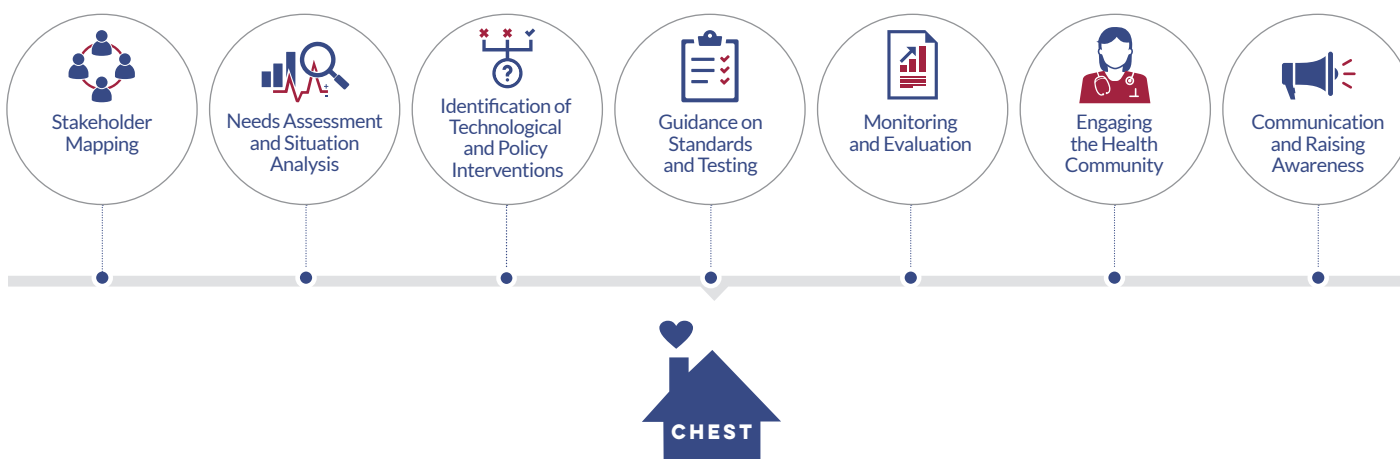 Stakeholder
Mapping
Needs Assessment
and Situation
Analysis
?
Identification of
Technological
and Policy
Interventions
Guidance on
Standards
and Testing
Monitoring
and Evaluation
Engaging
the Health
Community
Communication
and Raising
Awareness
CHEST